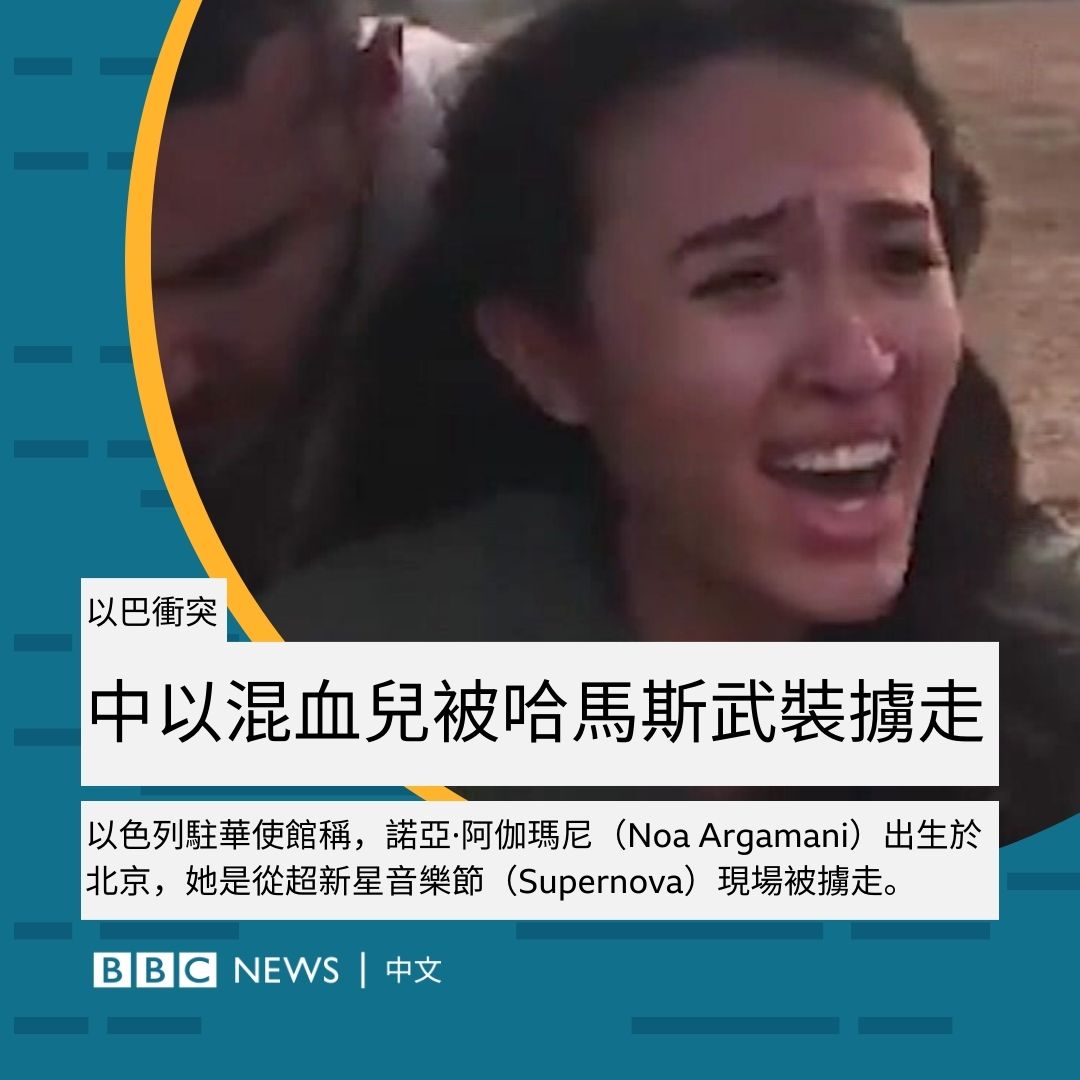 以巴衝突
中以混血兒被哈馬斯武裝擄走
以色列駐華使館稱，諾亞·阿伽瑪尼（Noa Argamani）出生於
北京，她是從超新星音樂節（Supernova）現場被擄走。
BBC NEWS | 中文